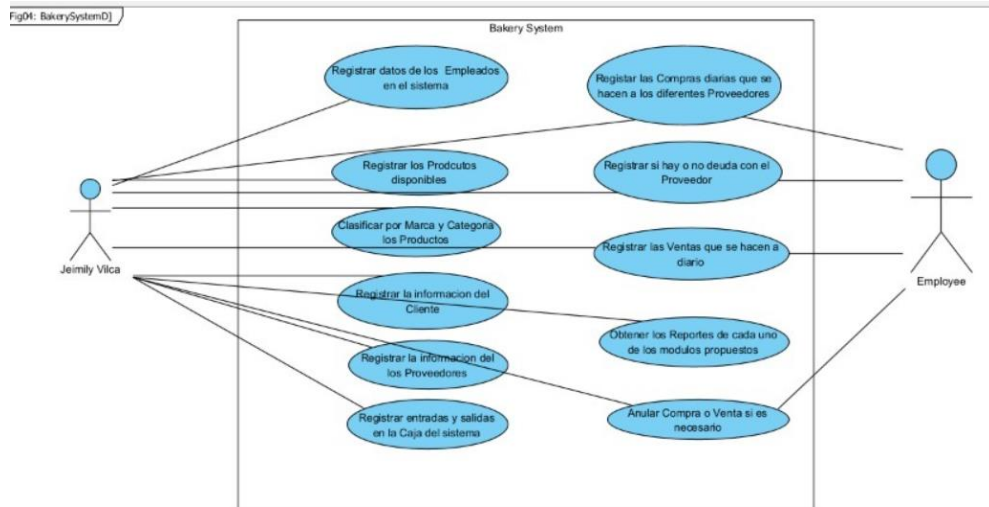 Fig04: BakerySystemD]
Bakery System
Registrar datos de los Empleados
en el sistema
Registar las Compras diarias que se
hacen a los diferentes Proveedores
Registrar los Prodcutos
disponibles
Registrar si hay o no deuda con el
Proveedor
Clasificar por Marca y Categoria
los Productos
Registrar las Ventas que se hacen a
diario
Jeimily Vilca
Employee
Registrar la informacion del
Cliente
Obtener los Reportes de cada uno
de los modulos propuestos
Registrar la informacion del
los Proveedores
Registrar entradas y salidas
en la Caja del sistema
Anular Compra o Venta si es
necesario